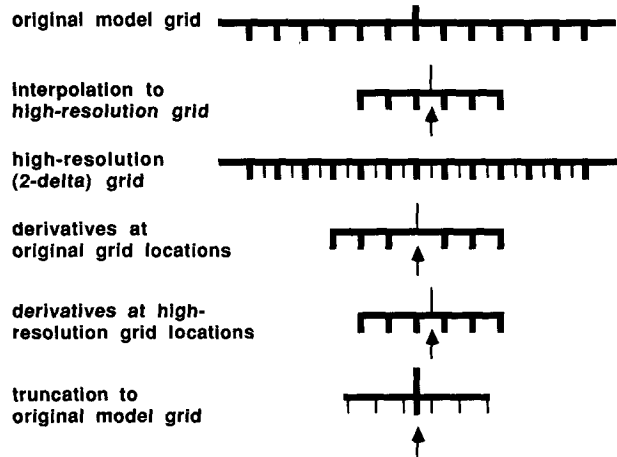 original model grid
interpolation to
high-resolution grid
high-resolution
(2-delta) grid
derivatives at
original grid locations
derivatives at high-
resolution grid locations
truncation to
original model grid